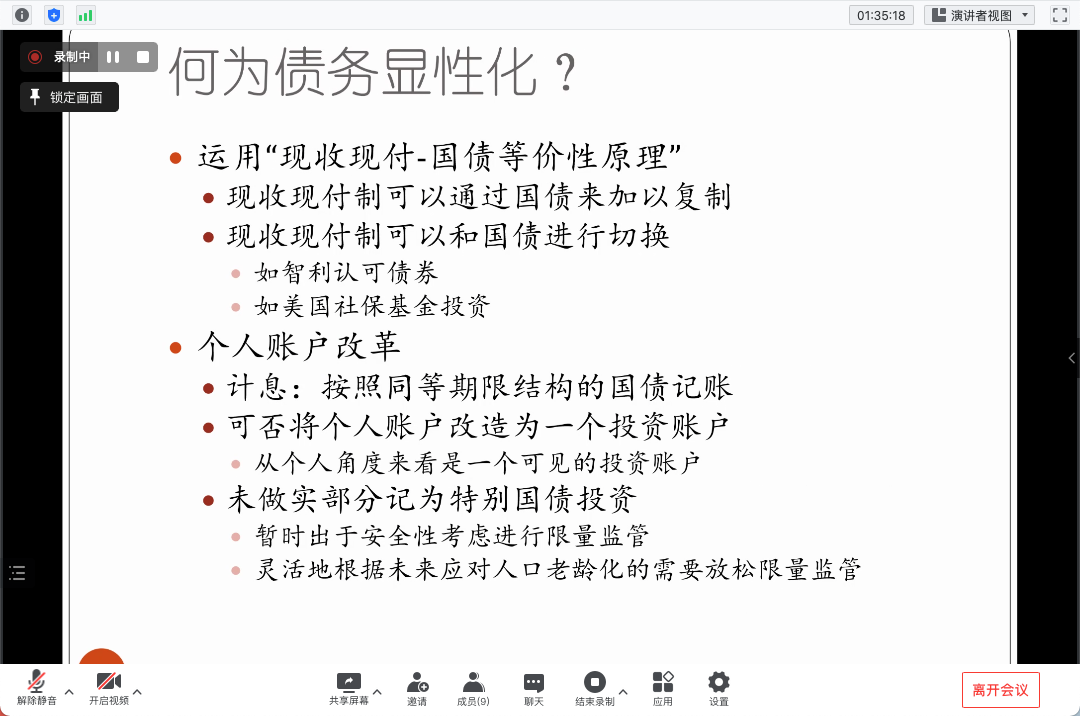 01:35:18
演讲者视图
录制中
锁定画面
何为债务显性化？
运用“现收现付-国债等价性原理”
现收现付制可以通过国债来加以复制
现收现付制可以和国债进行切换
如智利认可债券
如美国社保基金投资
个人账户改革
计息：按照同等期限结构的国债记账
可否将个人账户改造为一个投资账户
从个人角度来看是一个可见的投资账户
未做实部分记为特别国债投资
暂时出于安全性考虑进行限量监管
灵活地根据未来应对人口老龄化的需要放松限量监管
解除静音
开启视频
共享屏幕
邀请
成员(9)
聊天
结束录制
应用
设置
离开会议